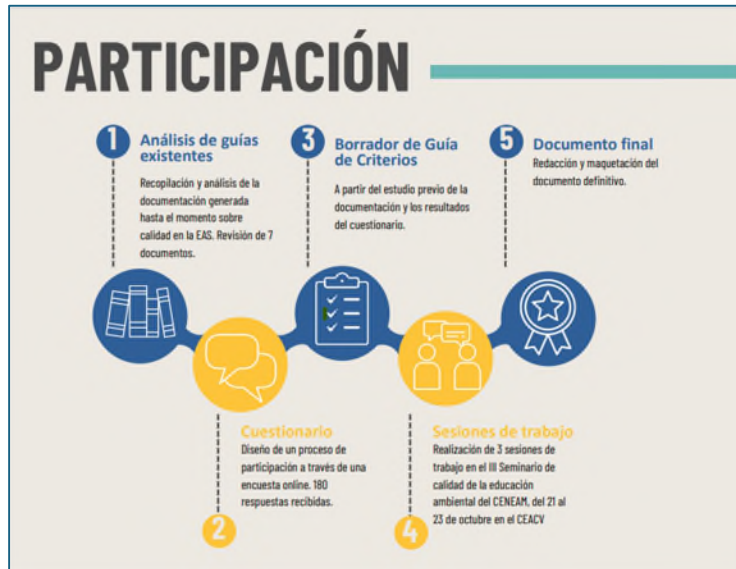 PARTICIPACIÓN
1
Análisis de guías
existentes
Recopilación y análisis de la
documentación generada
hasta el momento sobre
calidad en la EAS. Revisión de 7
documentos.
2
Cuestionario
Diseño de un proceso de
participación a través de una
encuesta online. 180
respuestas recibidas.
3
Borrador de Guía
de Criterios
A partir del estudio previo de la
documentación y los resultados
del cuestionario.
4
Sesiones de trabajo
Realización de 3 sesiones de
trabajo en el III Seminario de
calidad de la educación
ambiental del CENEAM, del 21 al
23 de octubre en el CEACV
5
Documento final
Redacción y maquetación del
documento definitivo.